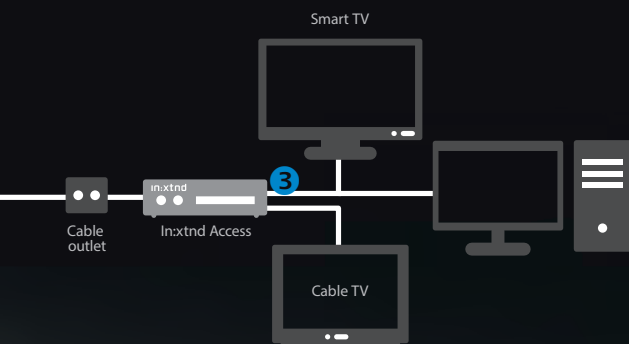 Smart TV
in:xtnd
3
Cable
outlet
In:xtnd Access
Cable TV